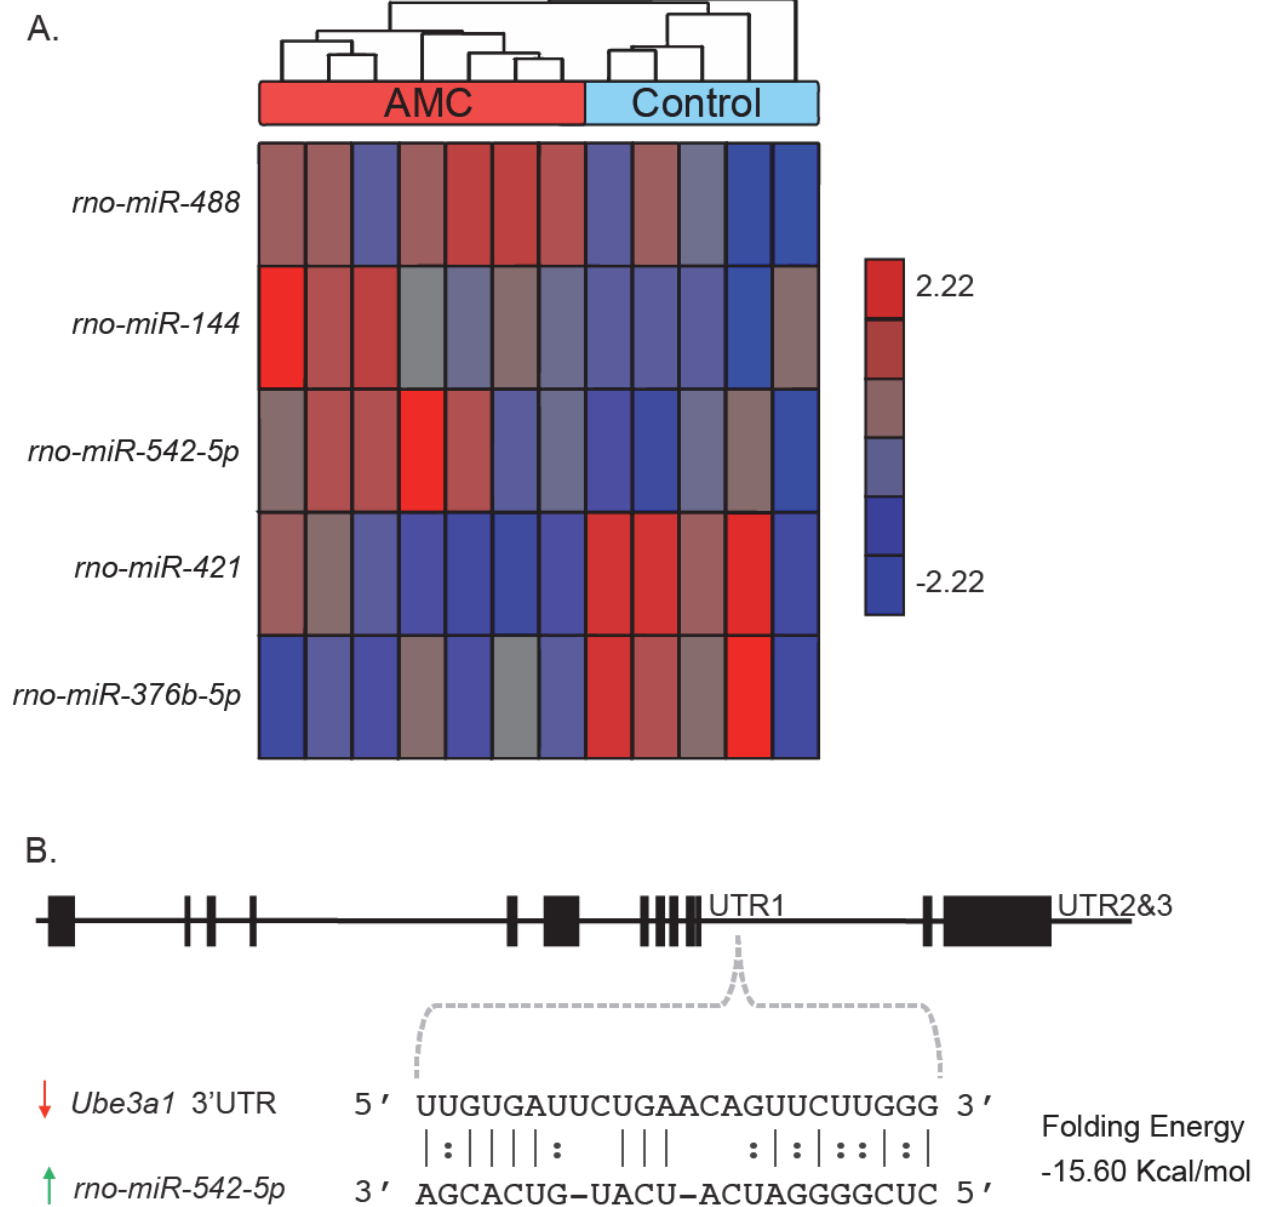 A.
AMC Control
rno-miR-488
rno-miR-144
rno-miR-542-5p
rno-miR-421
rno-miR-376b-5p
2.22
-2.22
B.
UTR1 UTR2&3
↓ Ube3a1 3’UTR 5’ UUGUGAUUCUGAACAGUUCUUGGG 3’
↑ rno-miR-542-5p 3’ AGCACUG–UACU–ACUAGGGGCUC 5’
Folding Energy
-15.60 Kcal/mol